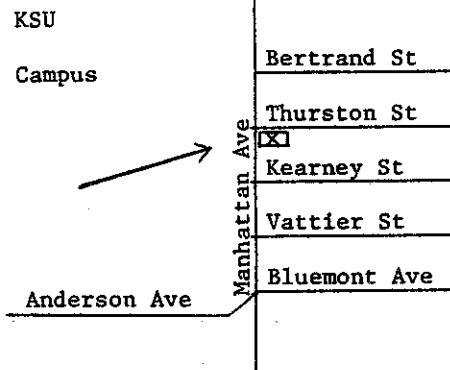 KSU
Campus
Bertrand St
Thurston St
X
Kearney St
Vattier St
Bluemont Ave
Manhattan Ave
Anderson Ave